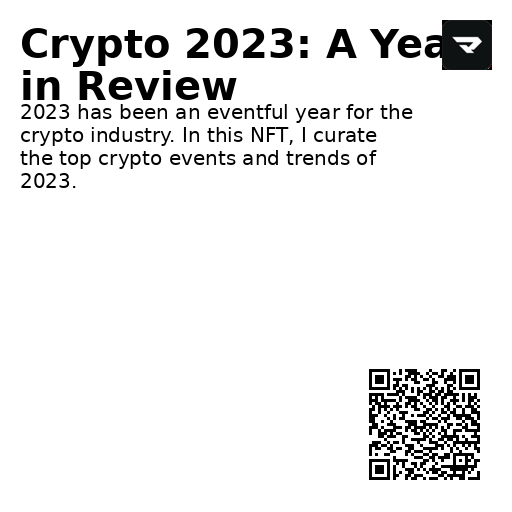 Crypto 2023: A Yea
in Review
2023 has been an eventful year for the
crypto industry. In this NFT, I curate
the top crypto events and trends of
2023.